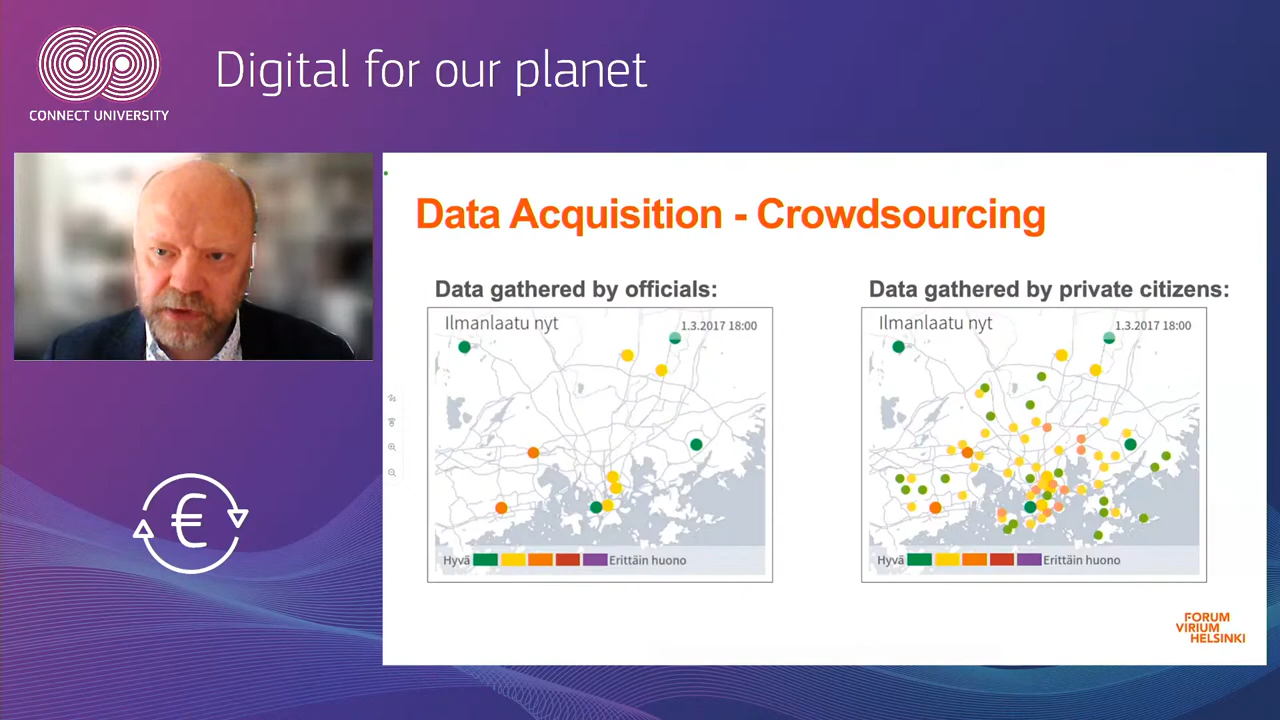 CONNECT UNIVERSITY
Digital for our planet
Data Acquisition - Crowdsourcing
Data gathered by officials:
Ilmanlaatu nyt
1.3.2017 18:00
Hyvä
Erittäin huono
Data gathered by private citizens:
Ilmanlaatu nyt
1.3.2017 18:00
Hyvä
Erittäin huono
€
FORUM
VIRIUM
HELSINKI